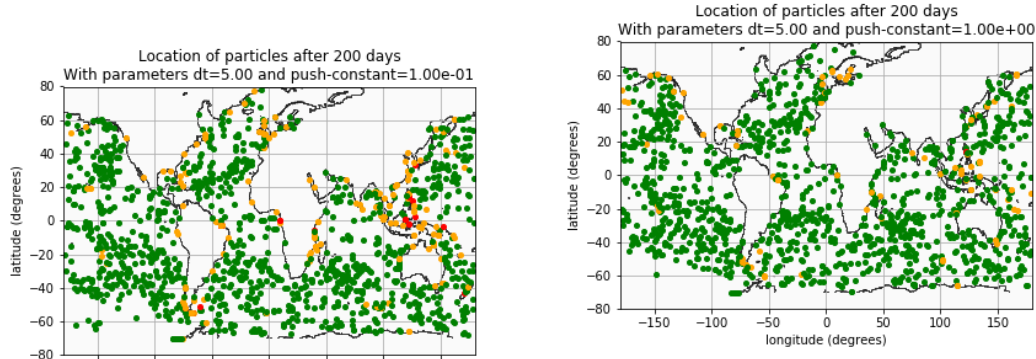 Location of particles after 200 days
With parameters dt=5.00 and push-constant=1.00e-01
80
60
40
20
0
−20
−40
−60
−80
latitude (degrees)
Location of particles after 200 days
With parameters dt=5.00 and push-constant=1.00e+00
80
60
40
20
0
−20
−40
−60
−80
latitude (degrees)
−150 −100 −50 0 50 100 150
longitude (degrees)